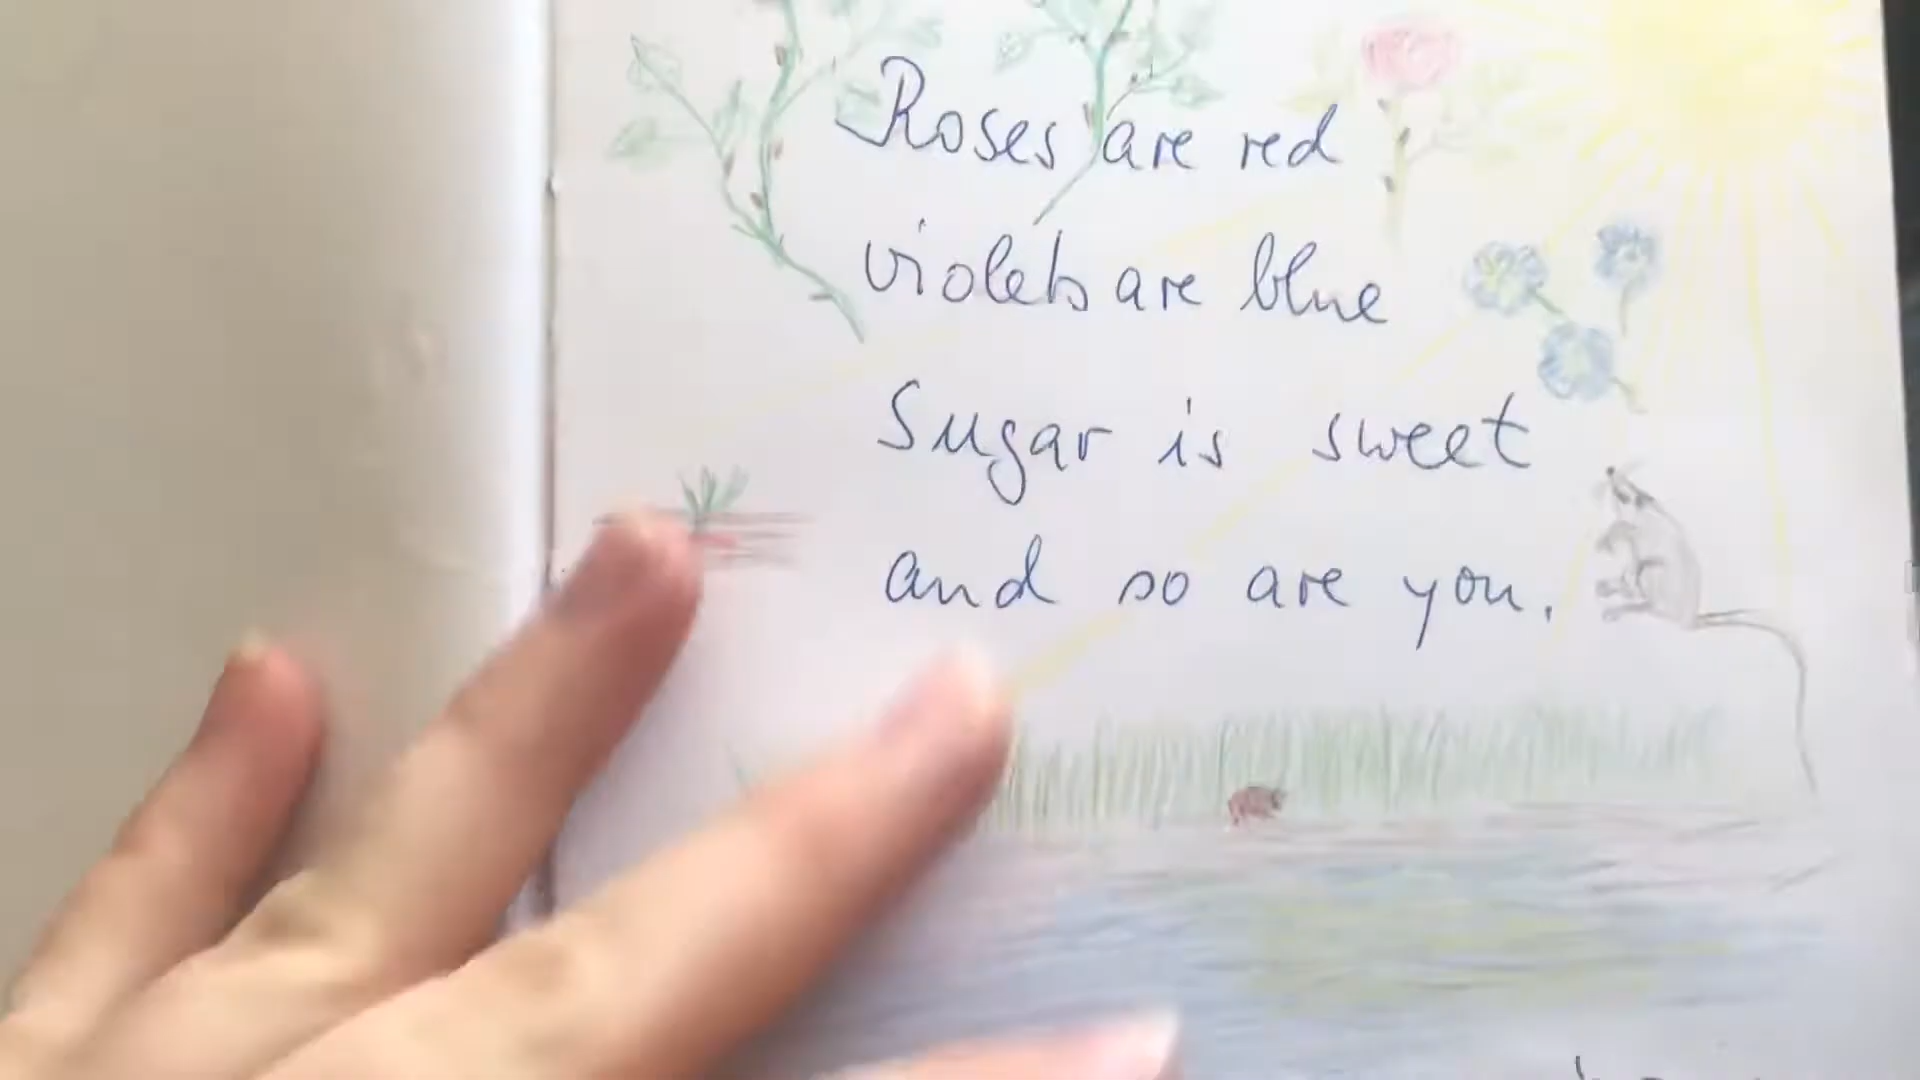 Roses are red
violets are blue
Sugar is sweet
and so are you.